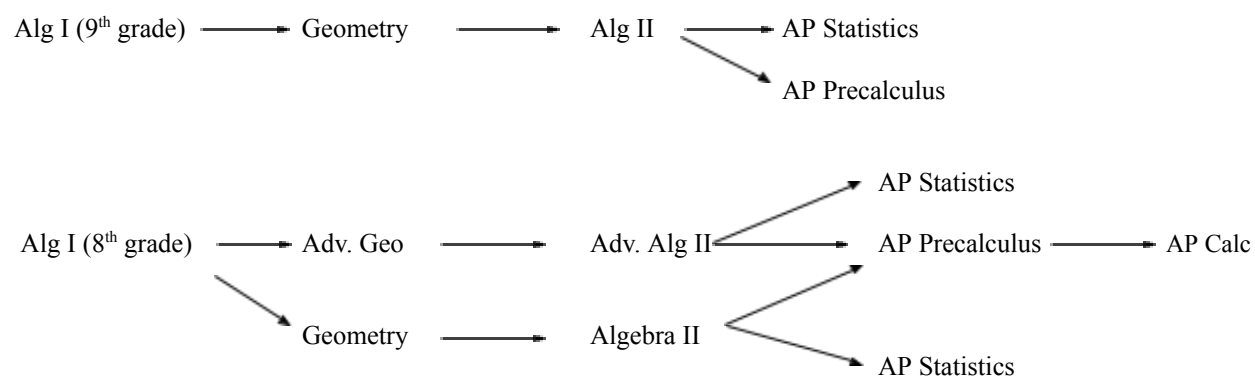 Alg I (9th grade) Geometry Alg II AP Statistics
AP Precalculus
AP Statistics
Alg I (8th grade) Adv. Geo Adv. Alg II AP Precalculus AP Calc
Geometry Algebra II
AP Statistics